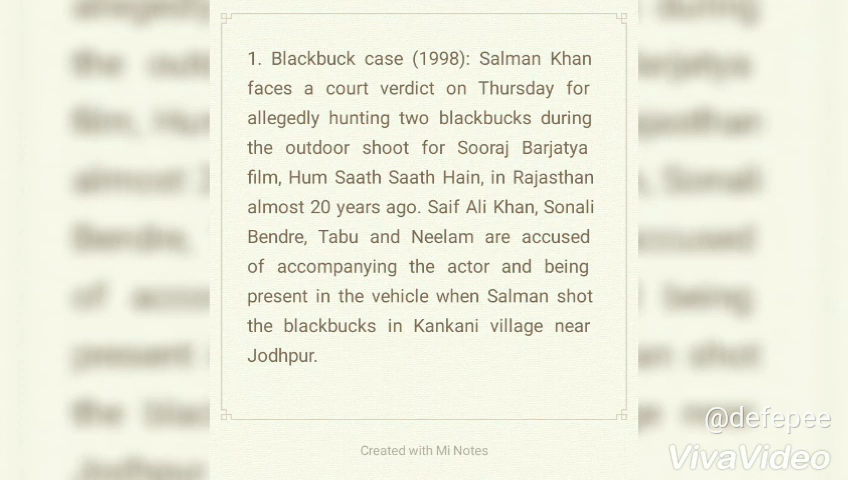 1. Blackbuck case (1998): Salman Khan
faces a court verdict on Thursday for
allegedly hunting two blackbucks during
the outdoor shoot for Sooraj Barjatya
film, Hum Saath Saath Hain, in Rajasthan
almost 20 years ago. Saif Ali Khan, Sonali
Bendre, Tabu and Neelam are accused
of accompanying the actor and being
present in the vehicle when Salman shot
the blackbucks in Kankani village near
Jodhpur.
Created with Mi Notes
@defepee
VivaVideo